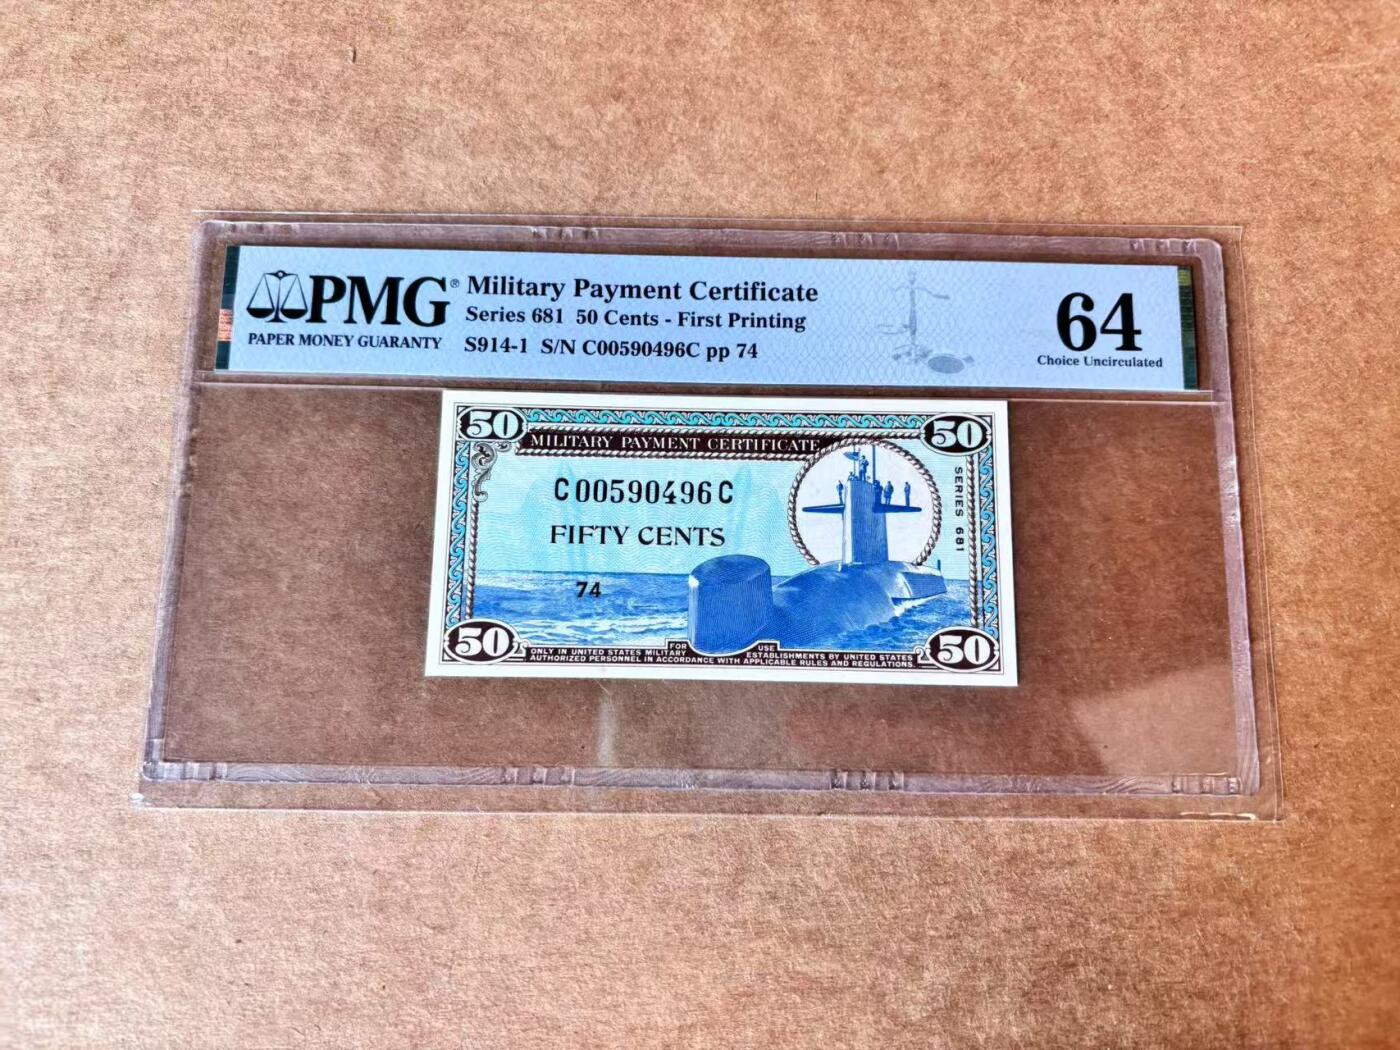 PMG®
PAPER MONEY GUARANTY
Military Payment Certificate
Series 681 50 Cents - First Printing
S914-1 S/N C00590496C pp 74
64
Choice Uncirculated
50
MILITARY PAYMENT CERTIFICATE
50
C00590496C
FIFTY CENTS
74
SERIES 681
50
FOR USE
ONLY IN UNITED STATES MILITARY ESTABLISHMENTS BY UNITED STATES
AUTHORIZED PERSONNEL IN ACCORDANCE WITH APPLICABLE RULES AND REGULATIONS.
50